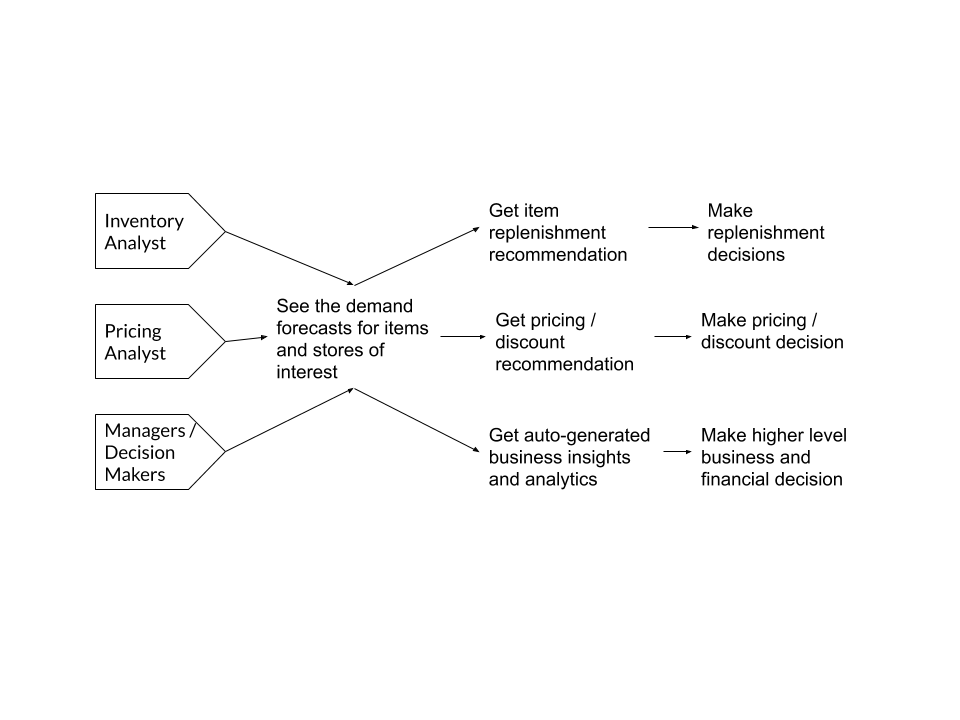 Inventory
Analyst
Get item
replenishment
recommendation
Make
replenishment
decisions
Pricing
Analyst
See the demand
forecasts for items
and stores of
interest
Get pricing /
discount
recommendation
Make pricing /
discount decision
Managers /
Decision
Makers
Get auto-generated
business insights
and analytics
Make higher level
business and
financial decision